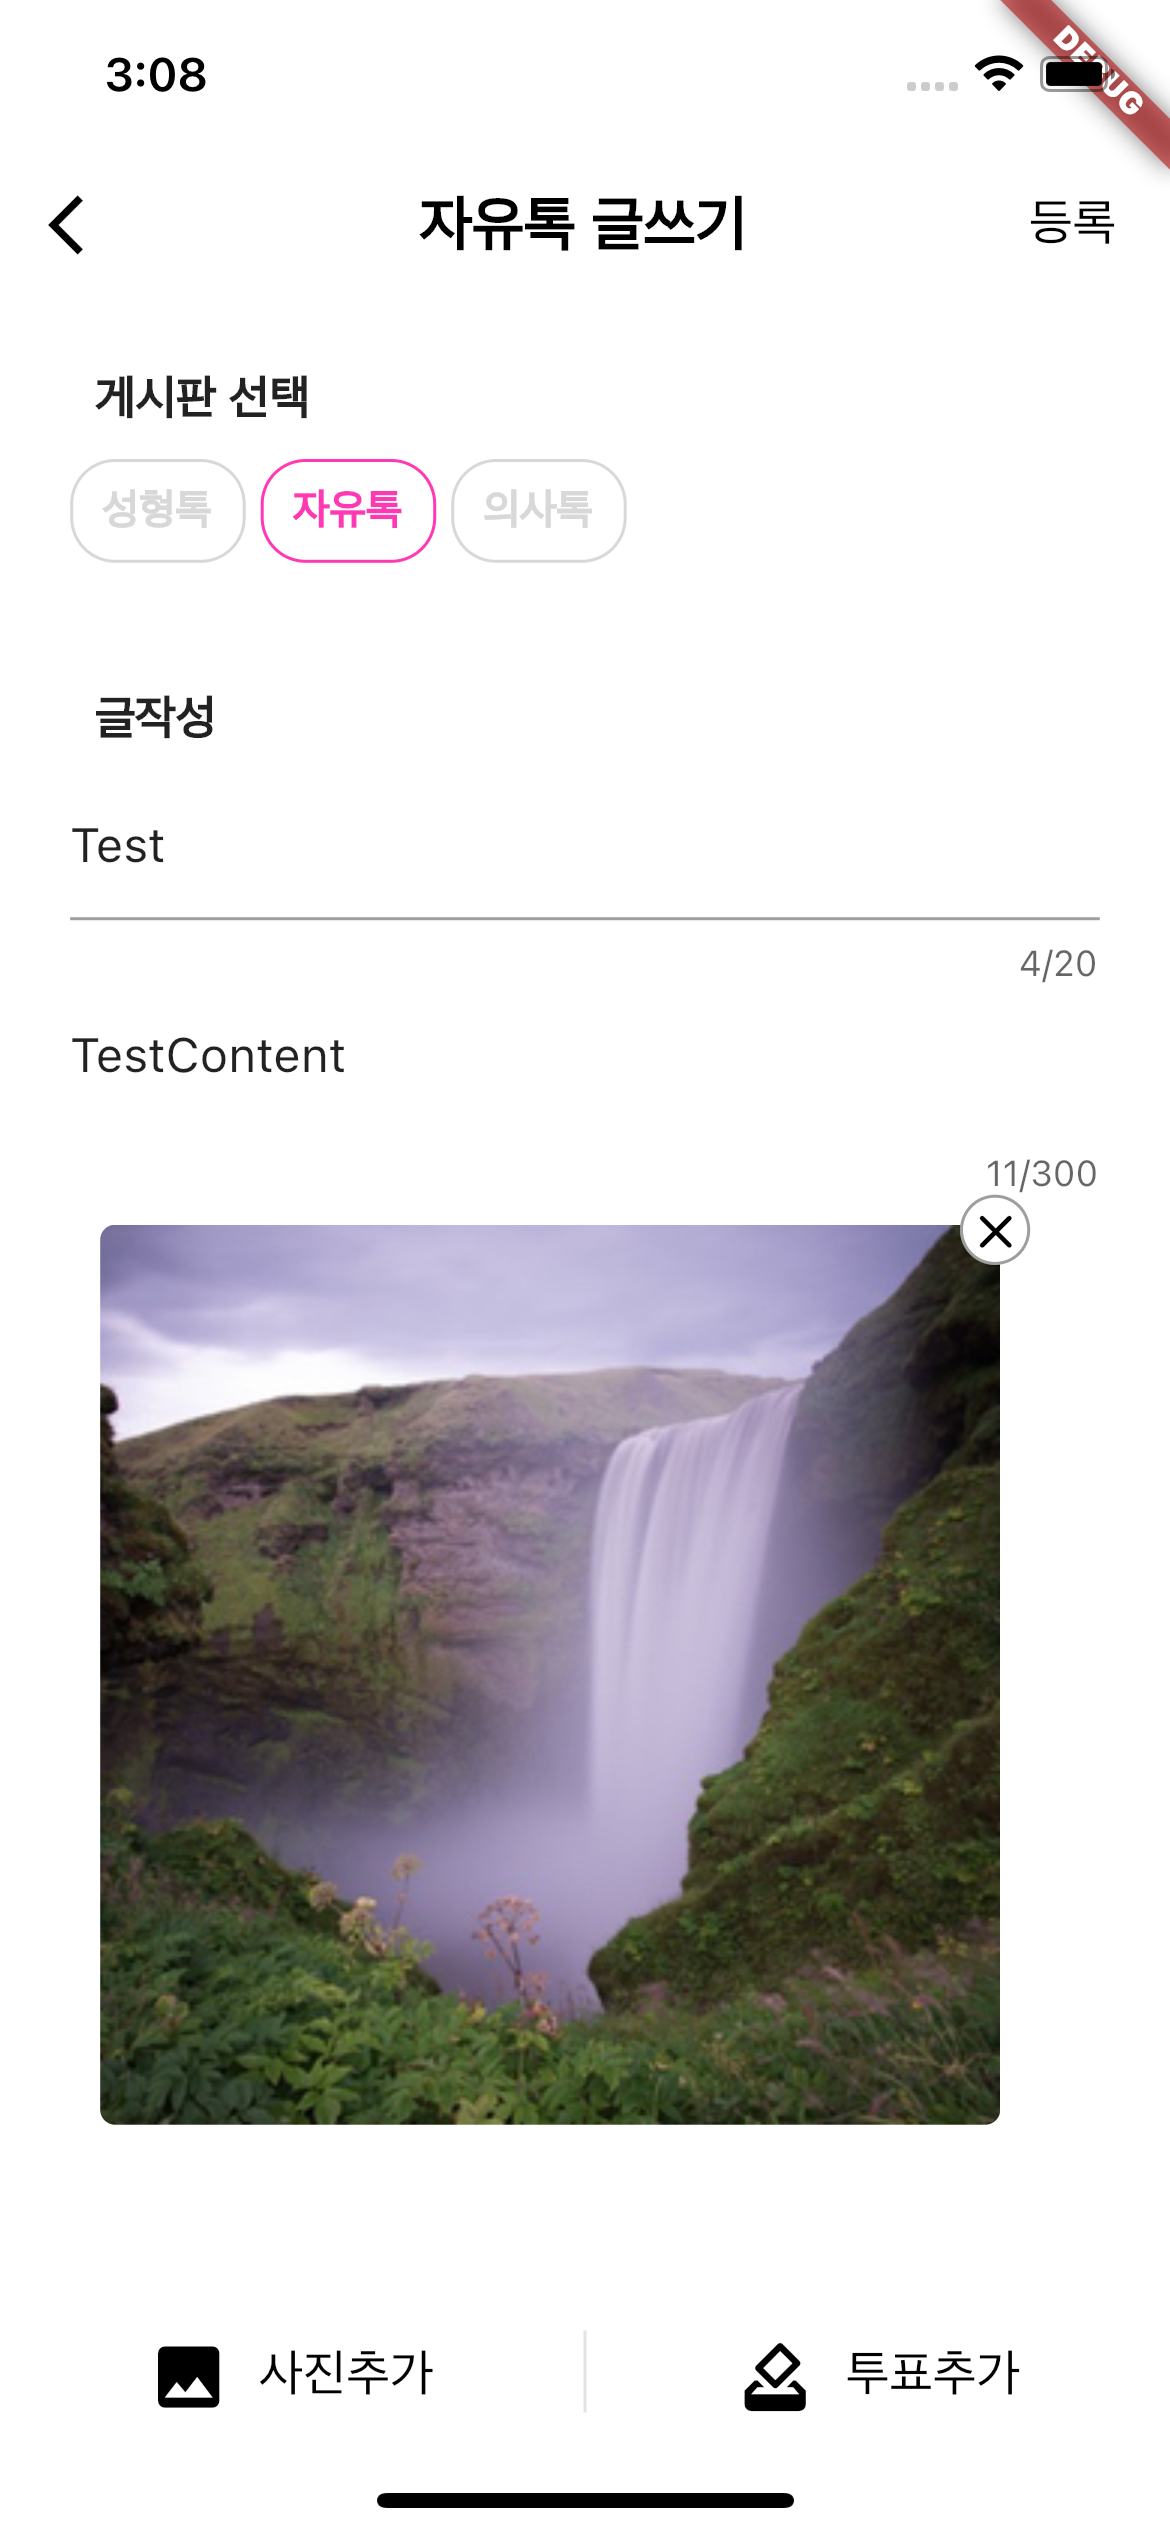 3:08
DEBUG
자유톡 글쓰기
등록
게시판 선택
성형톡 자유톡 의사톡
글작성
Test
4/20
TestContent
11/300
사진추가
투표추가